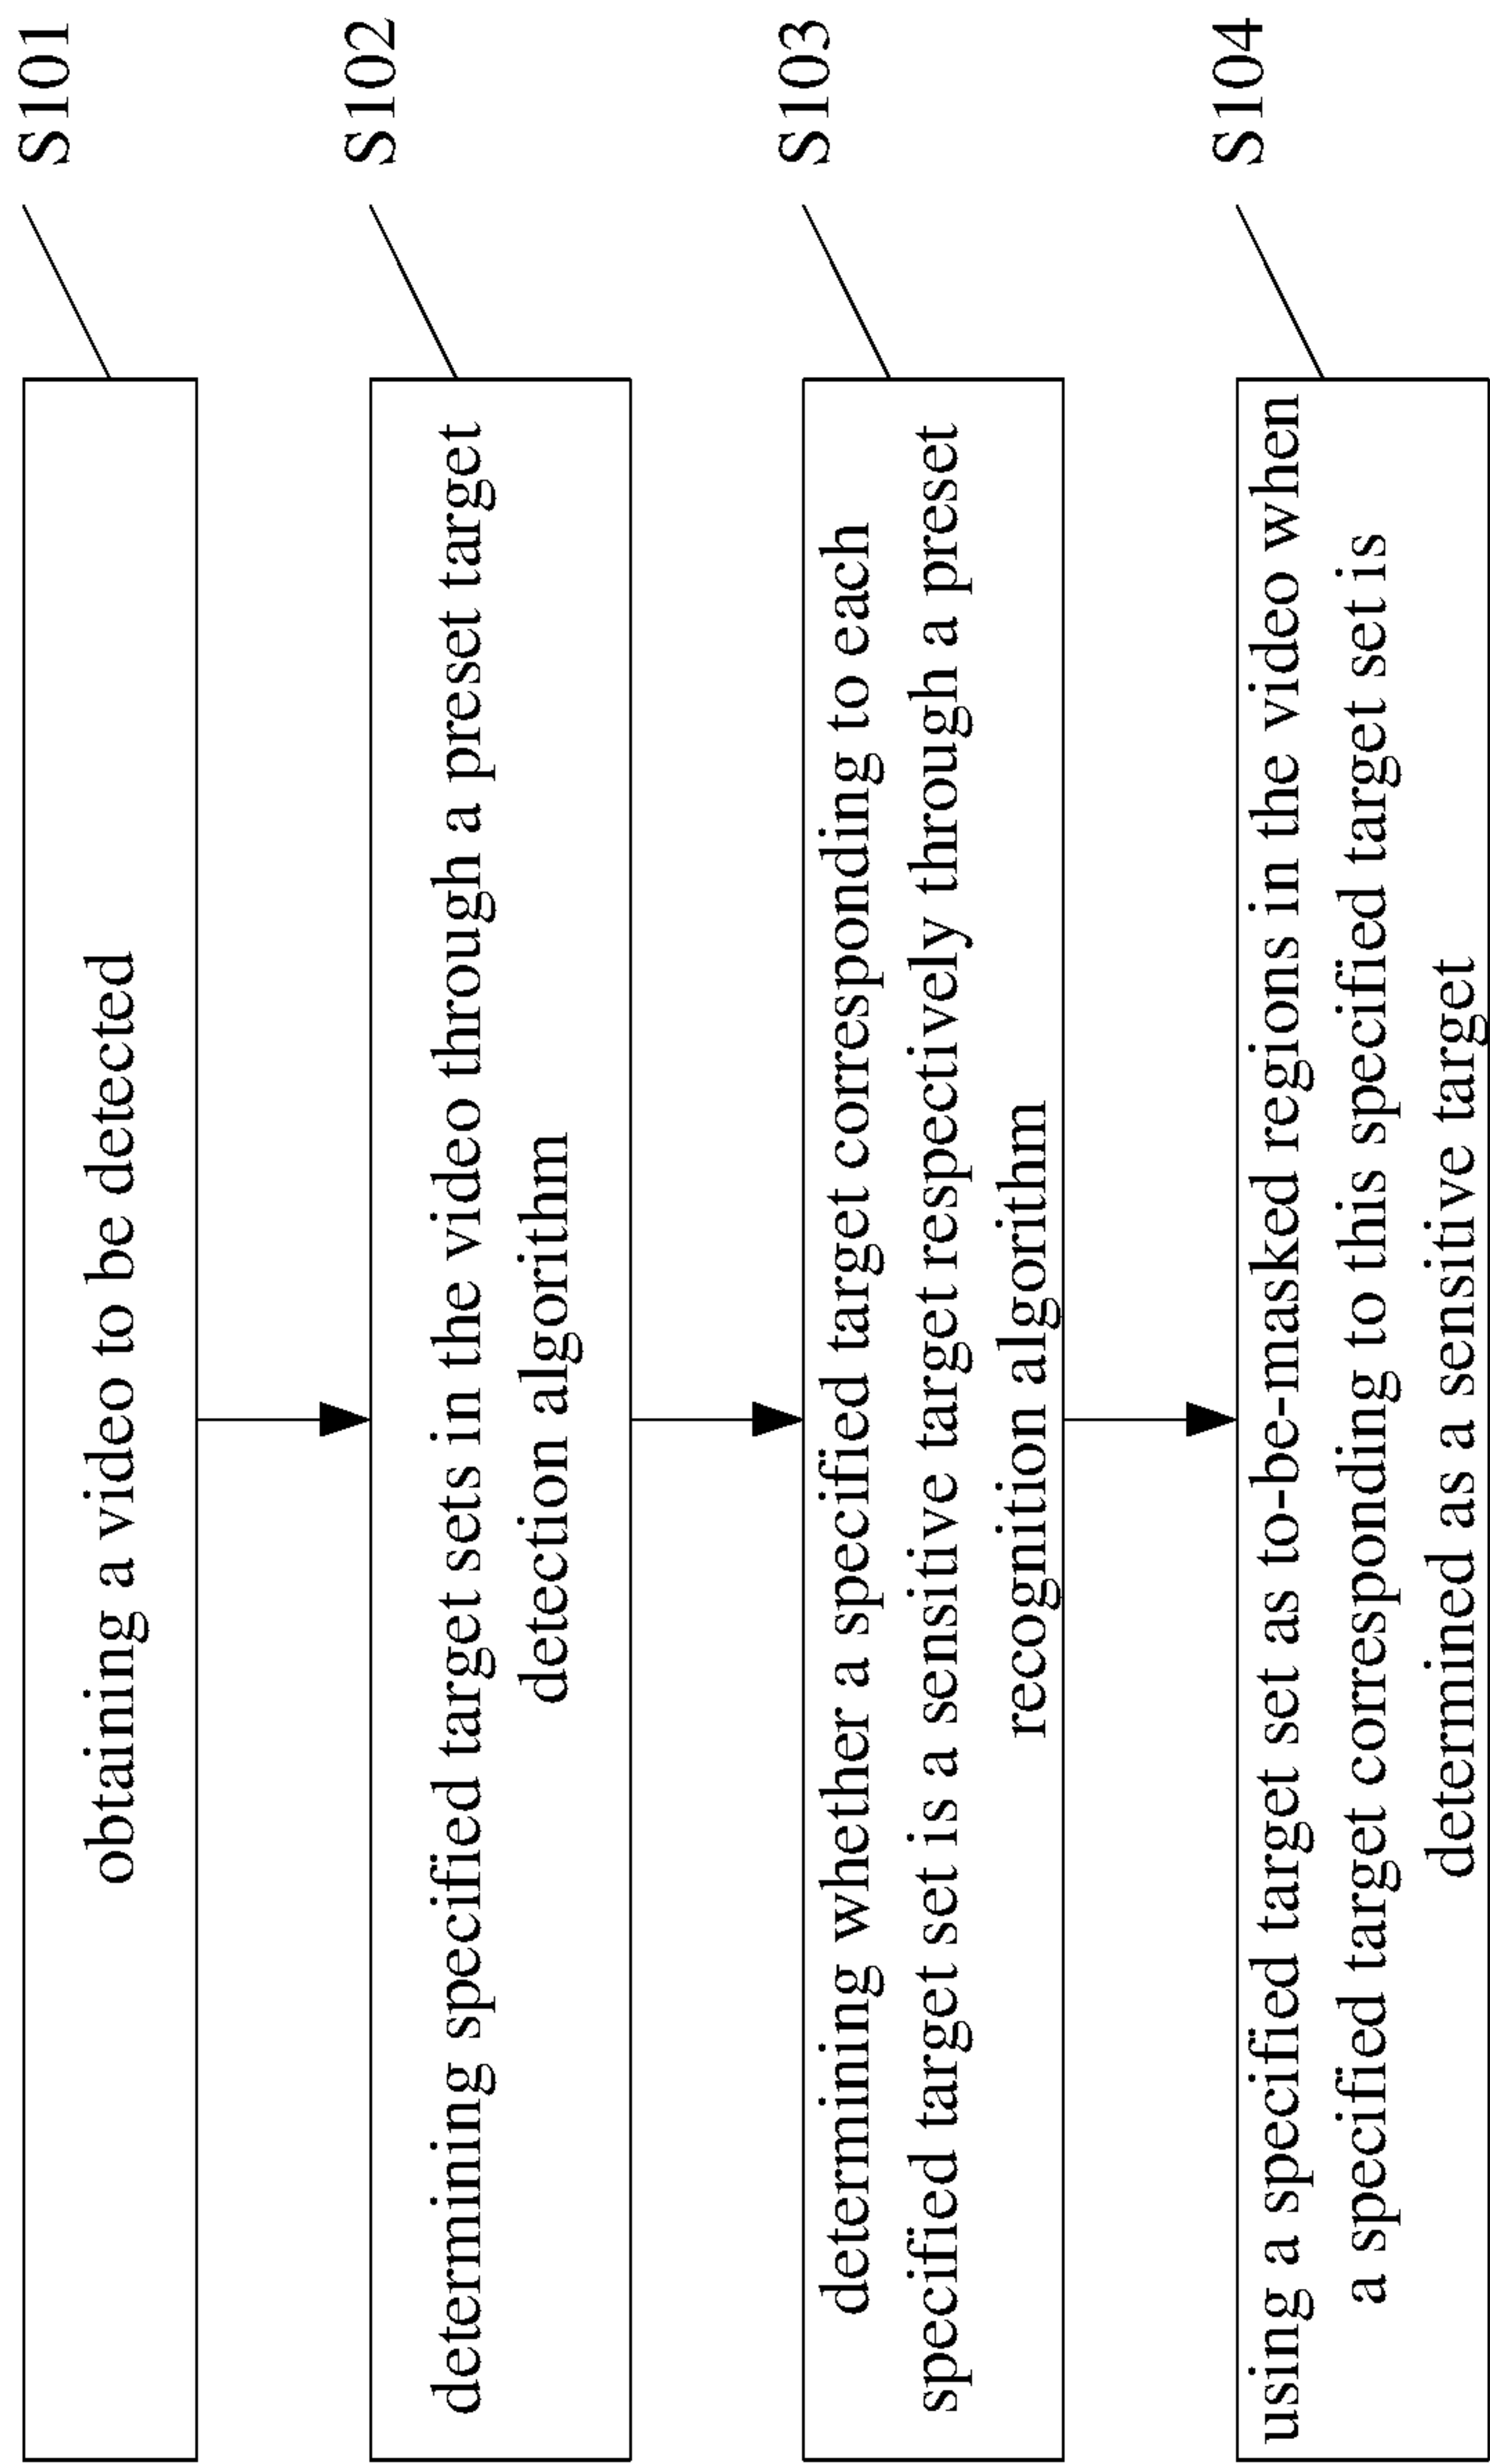 S101
obtaining a video to be detected
S102
determining specified target sets in the video through a preset target
detection algorithm
S103
determining whether a specified target corresponding to each
specified target set is a sensitive target respectively through a preset
recognition algorithm
S104
using a specified target set as to-be-masked regions in the video when
a specified target corresponding to this specified target set is
determined as a sensitive target